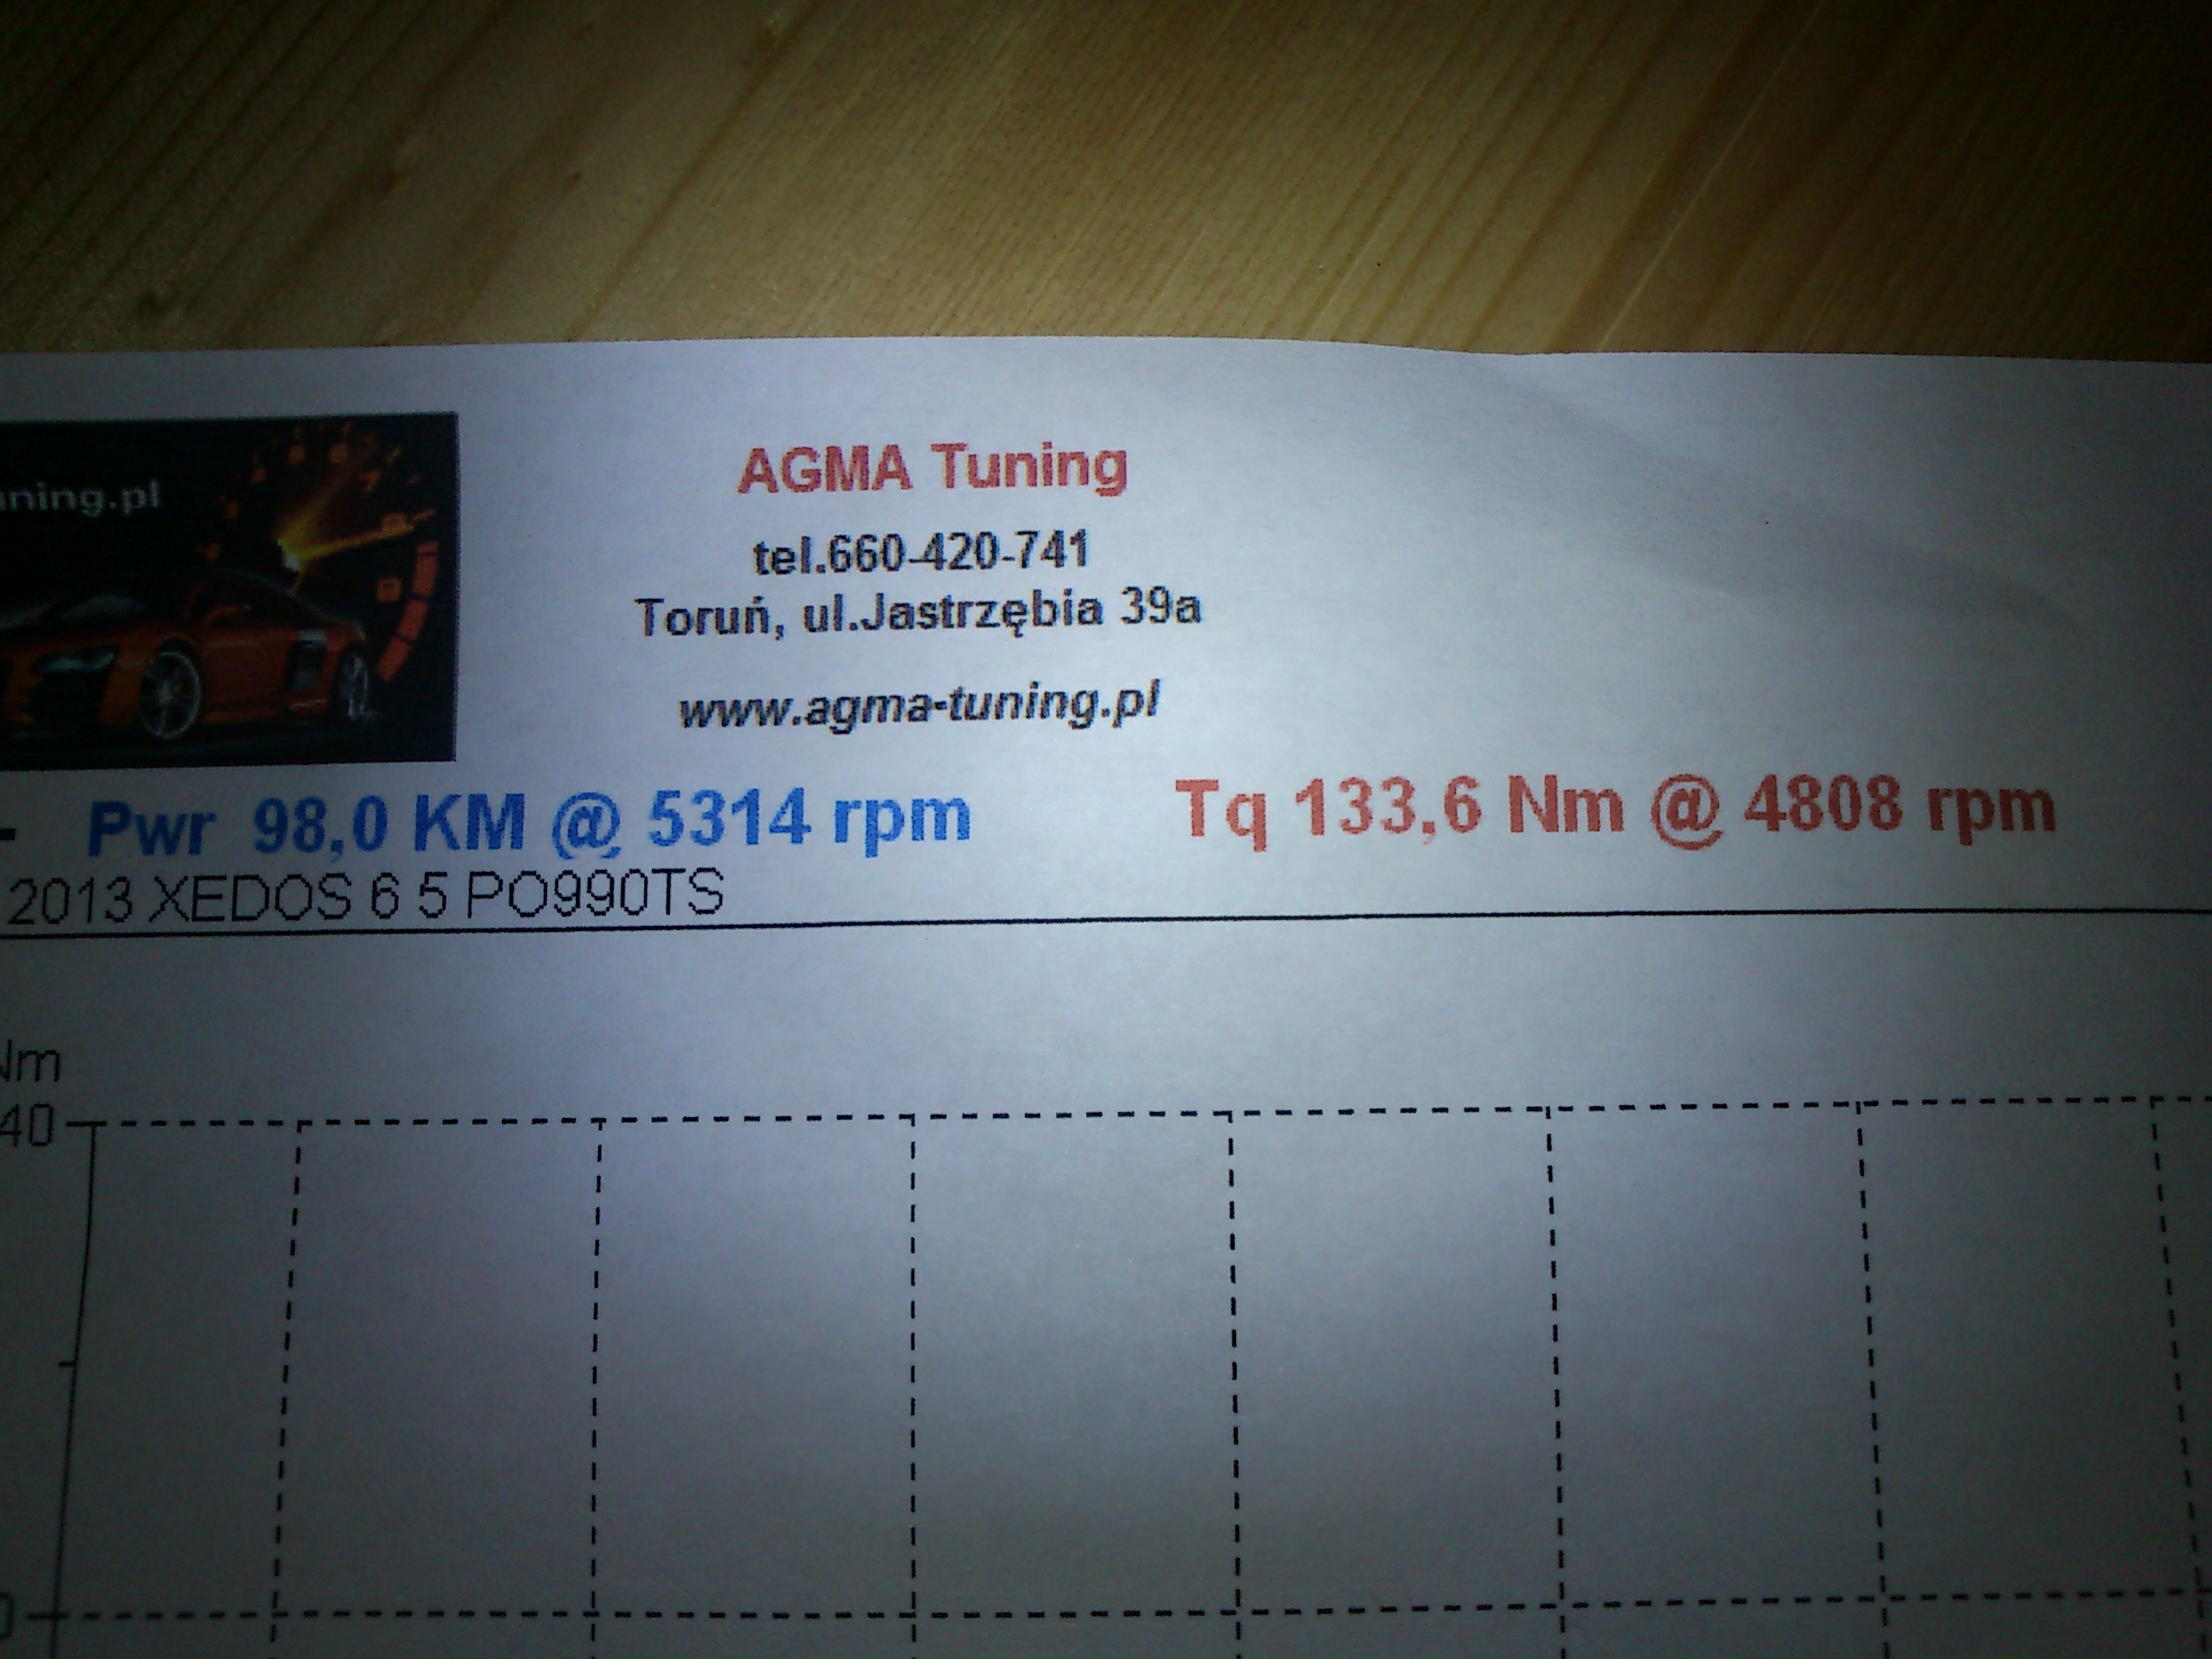 AGMA Tuning
tel.660-420-741
Toruń, ul.Jastrzębia 39a
www.agma-tuning.pl
uning.pl
Pwr 98,0 KM @ 5314 rpm Tq 133,6 Nm @ 4808 rpm
2013 XEDOS 6 5 PO990TS
Nm
40
0